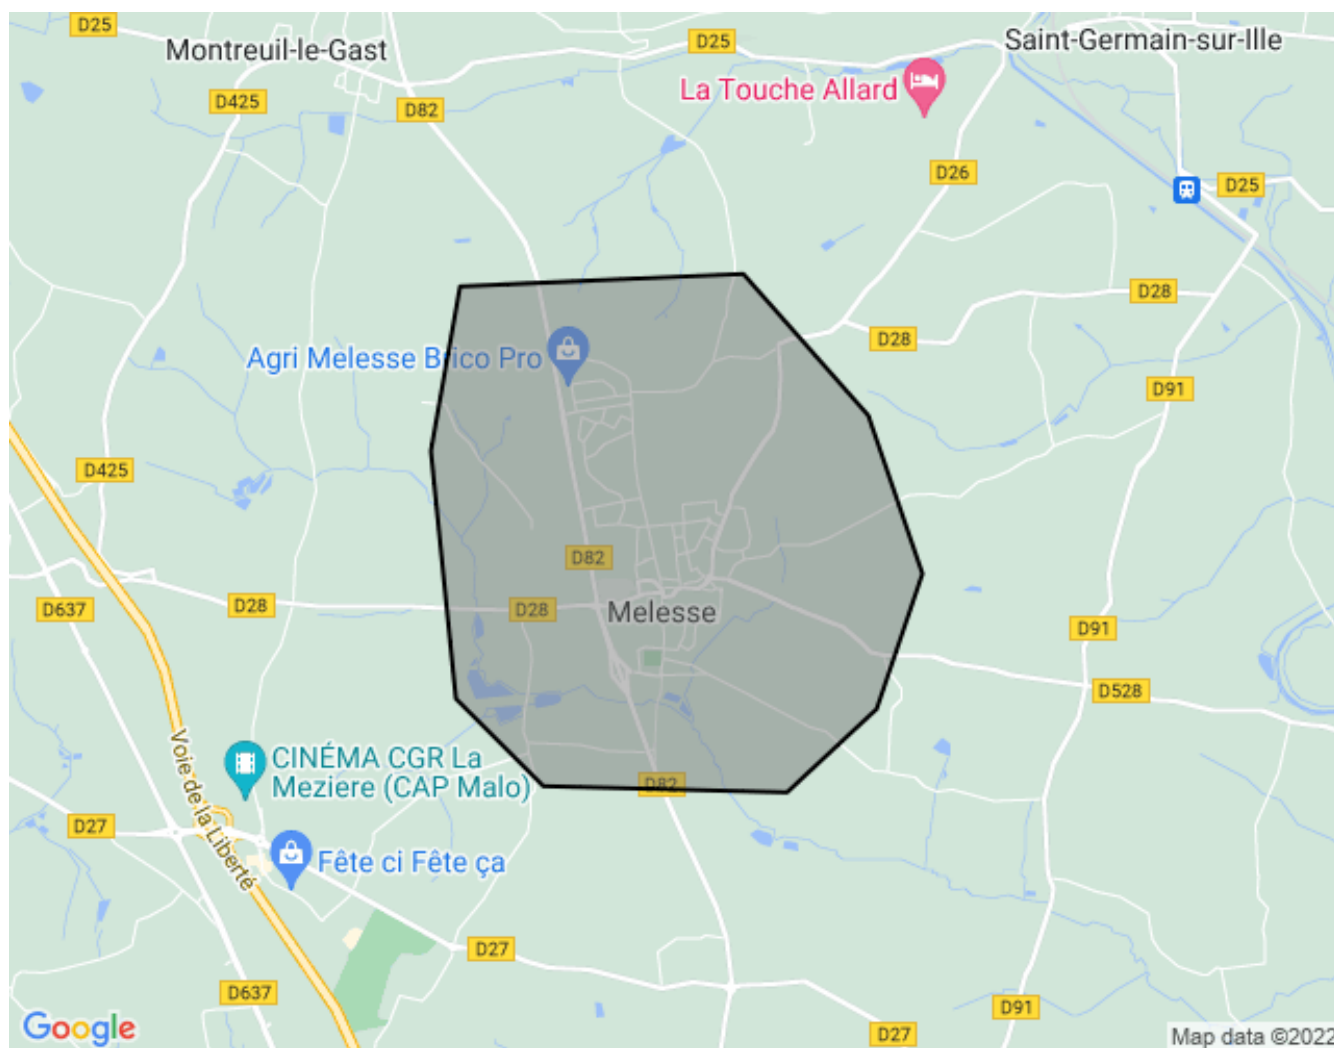 D25
Montreuil-le-Gast
D25
Saint-Germain-sur-Ille
La Touche Allard
D425
D82
D26
D25
D28
D28
Agri Melesse Brico Pro
D91
D425
D82
D637
D28
D28
Melesse
D91
D528
Voie de la Liberté
CINÉMA CGR La
Meziere (CAP Malo)
D82
D27
Fête ci Fête ça
D27
D637
D91
Google
D27
Map data ©2022